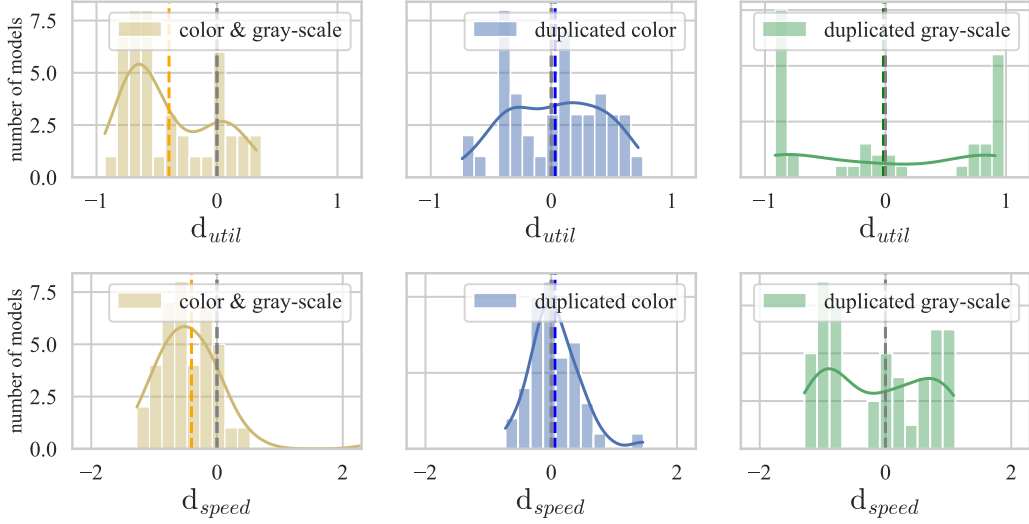 7.5
5.0
2.5
0.0
number of models
color & gray-scale
−1 0 1
d_util
duplicated color
−1 0 1
d_util
duplicated gray-scale
−1 0 1
d_util
7.5
5.0
2.5
0.0
number of models
color & gray-scale
−2 0 2
d_speed
duplicated color
−2 0 2
d_speed
duplicated gray-scale
−2 0 2
d_speed